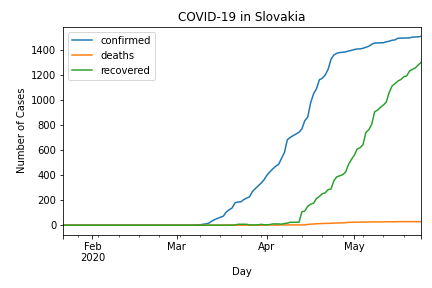 COVID-19 in Slovakia
confirmed
deaths
recovered
Number of Cases
1400
1200
1000
800
600
400
200
0
Feb
2020
Mar
Apr
May
Day